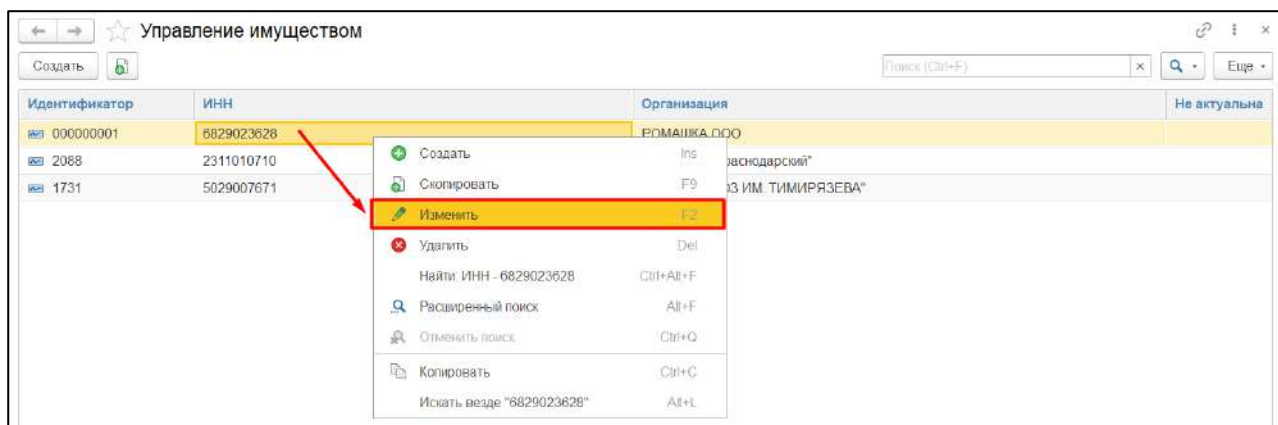 Управление имуществом
Создать Поиск (Ctrl+F) × Еще
Идентификатор ИНН Организация Не актуальна
000000001 6829023628 РОМАШКА ООО
2088 2311010710 раснодарский"
1731 5029007671 ОЗ ИМ. ТИМИРЯЗЕВА"
Создать Ins
Скопировать F9
Изменить F2
Удалить Del
Найти: ИНН - 6829023628 Ctrl+Alt+F
Расширенный поиск Alt+F
Отменить поиск Ctrl+Q
Копировать Ctrl+C
Искать везде "6829023628" Alt+L